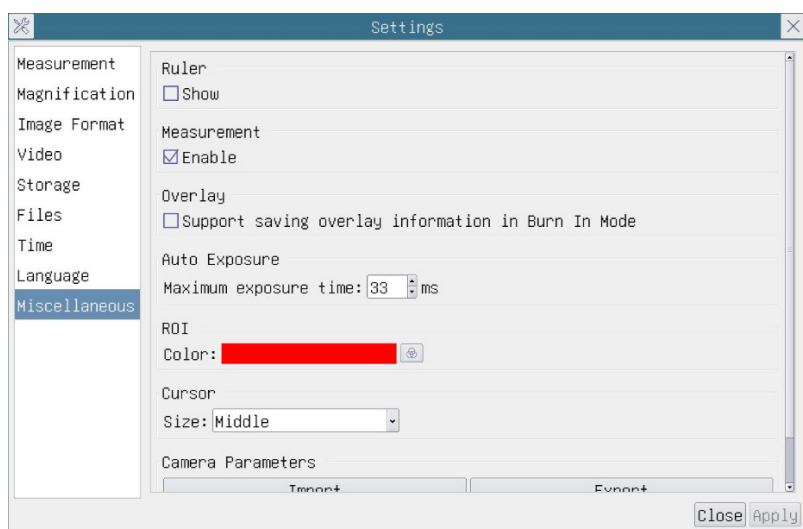 Settings
Measurement
Magnification
Image Format
Video
Storage
Files
Time
Language
Miscellaneous
Ruler
Show
Measurement
Enable
Overlay
Support saving overlay information in Burn In Mode
Auto Exposure
Maximum exposure time: 33 ms
ROI
Color:
Cursor
Size: Middle
Camera Parameters
Import Export
Close Apply